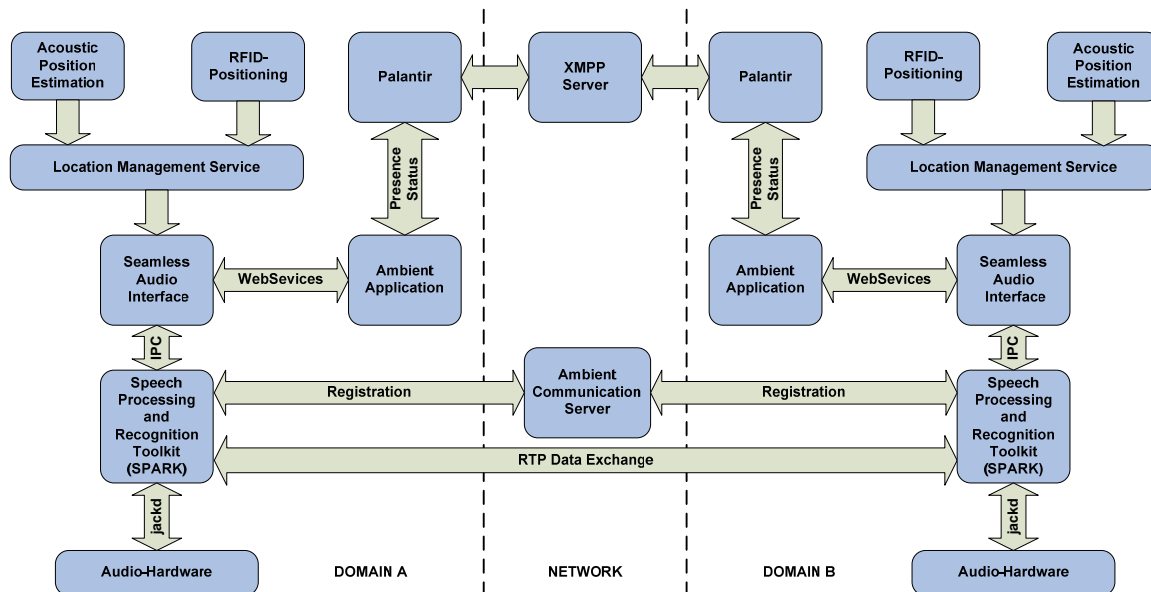 Acoustic
Position
Estimation
RFID-
Positioning
Palantir
XMPP
Server
Palantir
RFID-
Positioning
Acoustic
Position
Estimation
Location Management Service
Presence
Status
Presence
Status
Location Management Service
Seamless
Audio
Interface
WebSevices
Ambient
Application
Ambient
Application
WebSevices
Seamless
Audio
Interface
IPC
IPC
Speech
Processing
and
Recognition
Toolkit
(SPARK)
Registration
Ambient
Communication
Server
Registration
Speech
Processing
and
Recognition
Toolkit
(SPARK)
RTP Data Exchange
jackd
jackd
Audio-Hardware
DOMAIN A
NETWORK
DOMAIN B
Audio-Hardware